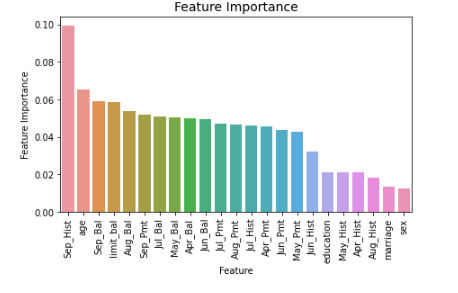 Feature Importance
0.10
0.08
0.06
0.04
0.02
0.00
Feature Importance
Sep_Hist
age
Sep_Bal
limit_bal
Aug_Bal
Sep_Pmt
Jul_Bal
May_Bal
Apr_Bal
Jun_Bal
Jul_Pmt
Aug_Pmt
Jul_Hist
Apr_Pmt
Jun_Pmt
May_Pmt
Jun_Hist
education
May_Hist
Apr_Hist
Aug_Hist
marriage
sex
Feature